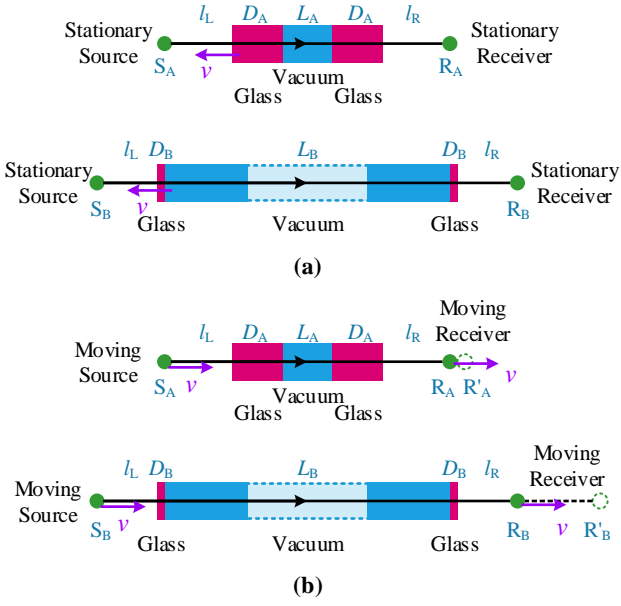 l_L D_A L_A D_A l_R
Stationary Source S_A v R_A Stationary Receiver
Vacuum
Glass Glass
l_L D_B L_B D_B l_R
Stationary Source S_B v R_B Stationary Receiver
Glass Vacuum Glass
(a)
l_L D_A L_A D_A l_R Moving Receiver
Moving Source S_A v R_A R'_A v
Vacuum
Glass Glass
l_L D_B L_B D_B l_R Moving Receiver
Moving Source S_B v R_B v R'_B
Glass Vacuum Glass
(b)